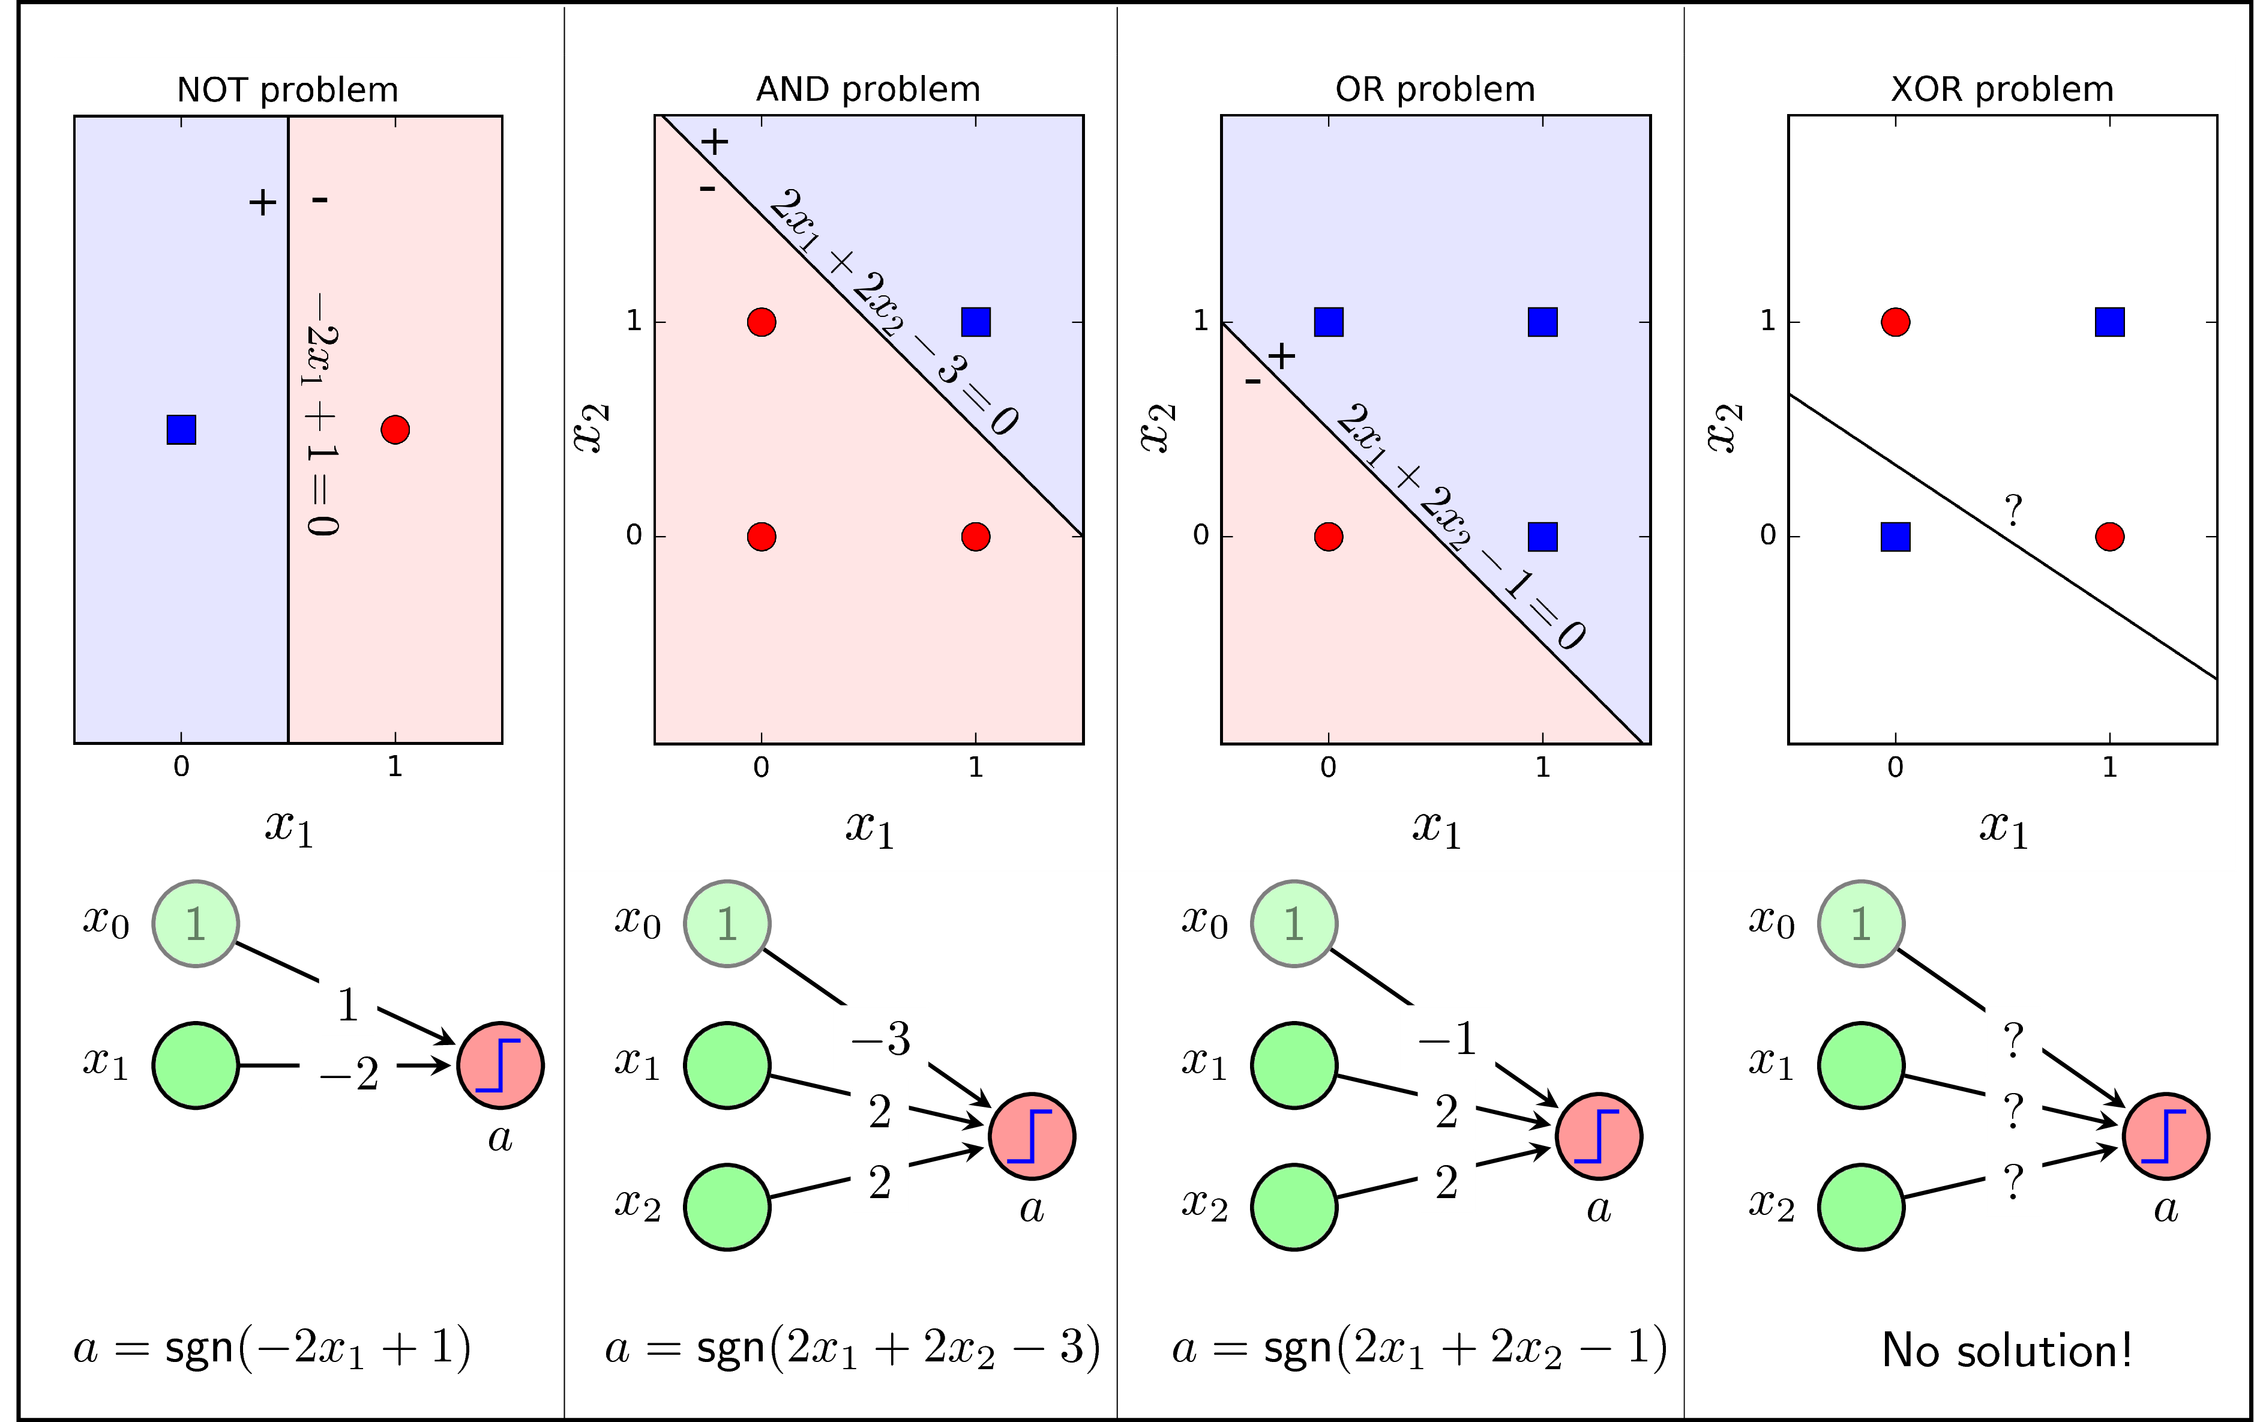 NOT problem
+ -
−2x₁ + 1 = 0
0 1
x₁
x₀ 1
1
x₁
−2
a
a = sgn(−2x₁ + 1)
AND problem
+
-
2x₁ + 2x₂ − 3 = 0
1
x₂
0
0 1
x₁
x₀ 1
−3
x₁
2
2
x₂
a
a = sgn(2x₁ + 2x₂ − 3)
OR problem
1
+
-
2x₁ + 2x₂ − 1 = 0
x₂
0
0 1
x₁
x₀ 1
−1
x₁
2
2
x₂
a
a = sgn(2x₁ + 2x₂ − 1)
XOR problem
1
x₂
?
0
0 1
x₁
x₀ 1
?
x₁
?
?
x₂
a
No solution!